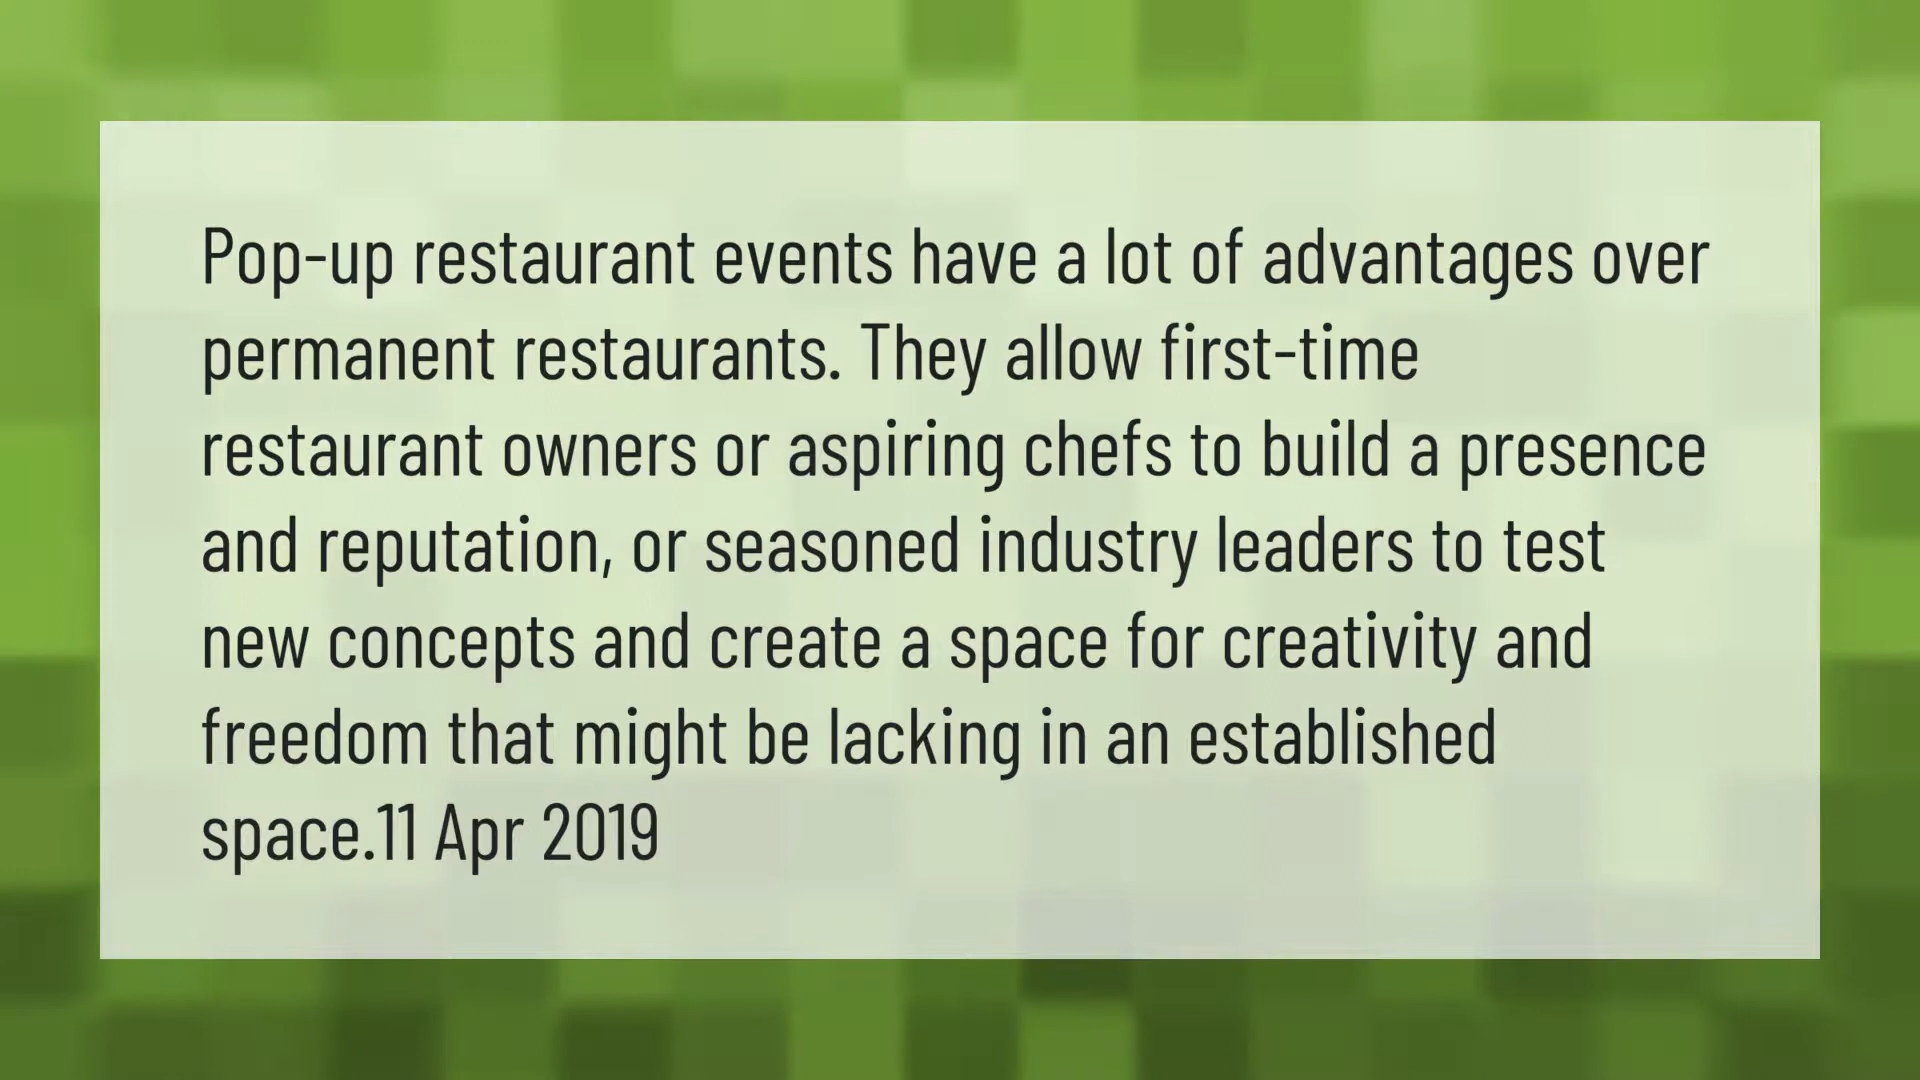 Pop-up restaurant events have a lot of advantages over
permanent restaurants. They allow first-time
restaurant owners or aspiring chefs to build a presence
and reputation, or seasoned industry leaders to test
new concepts and create a space for creativity and
freedom that might be lacking in an established
space.11 Apr 2019